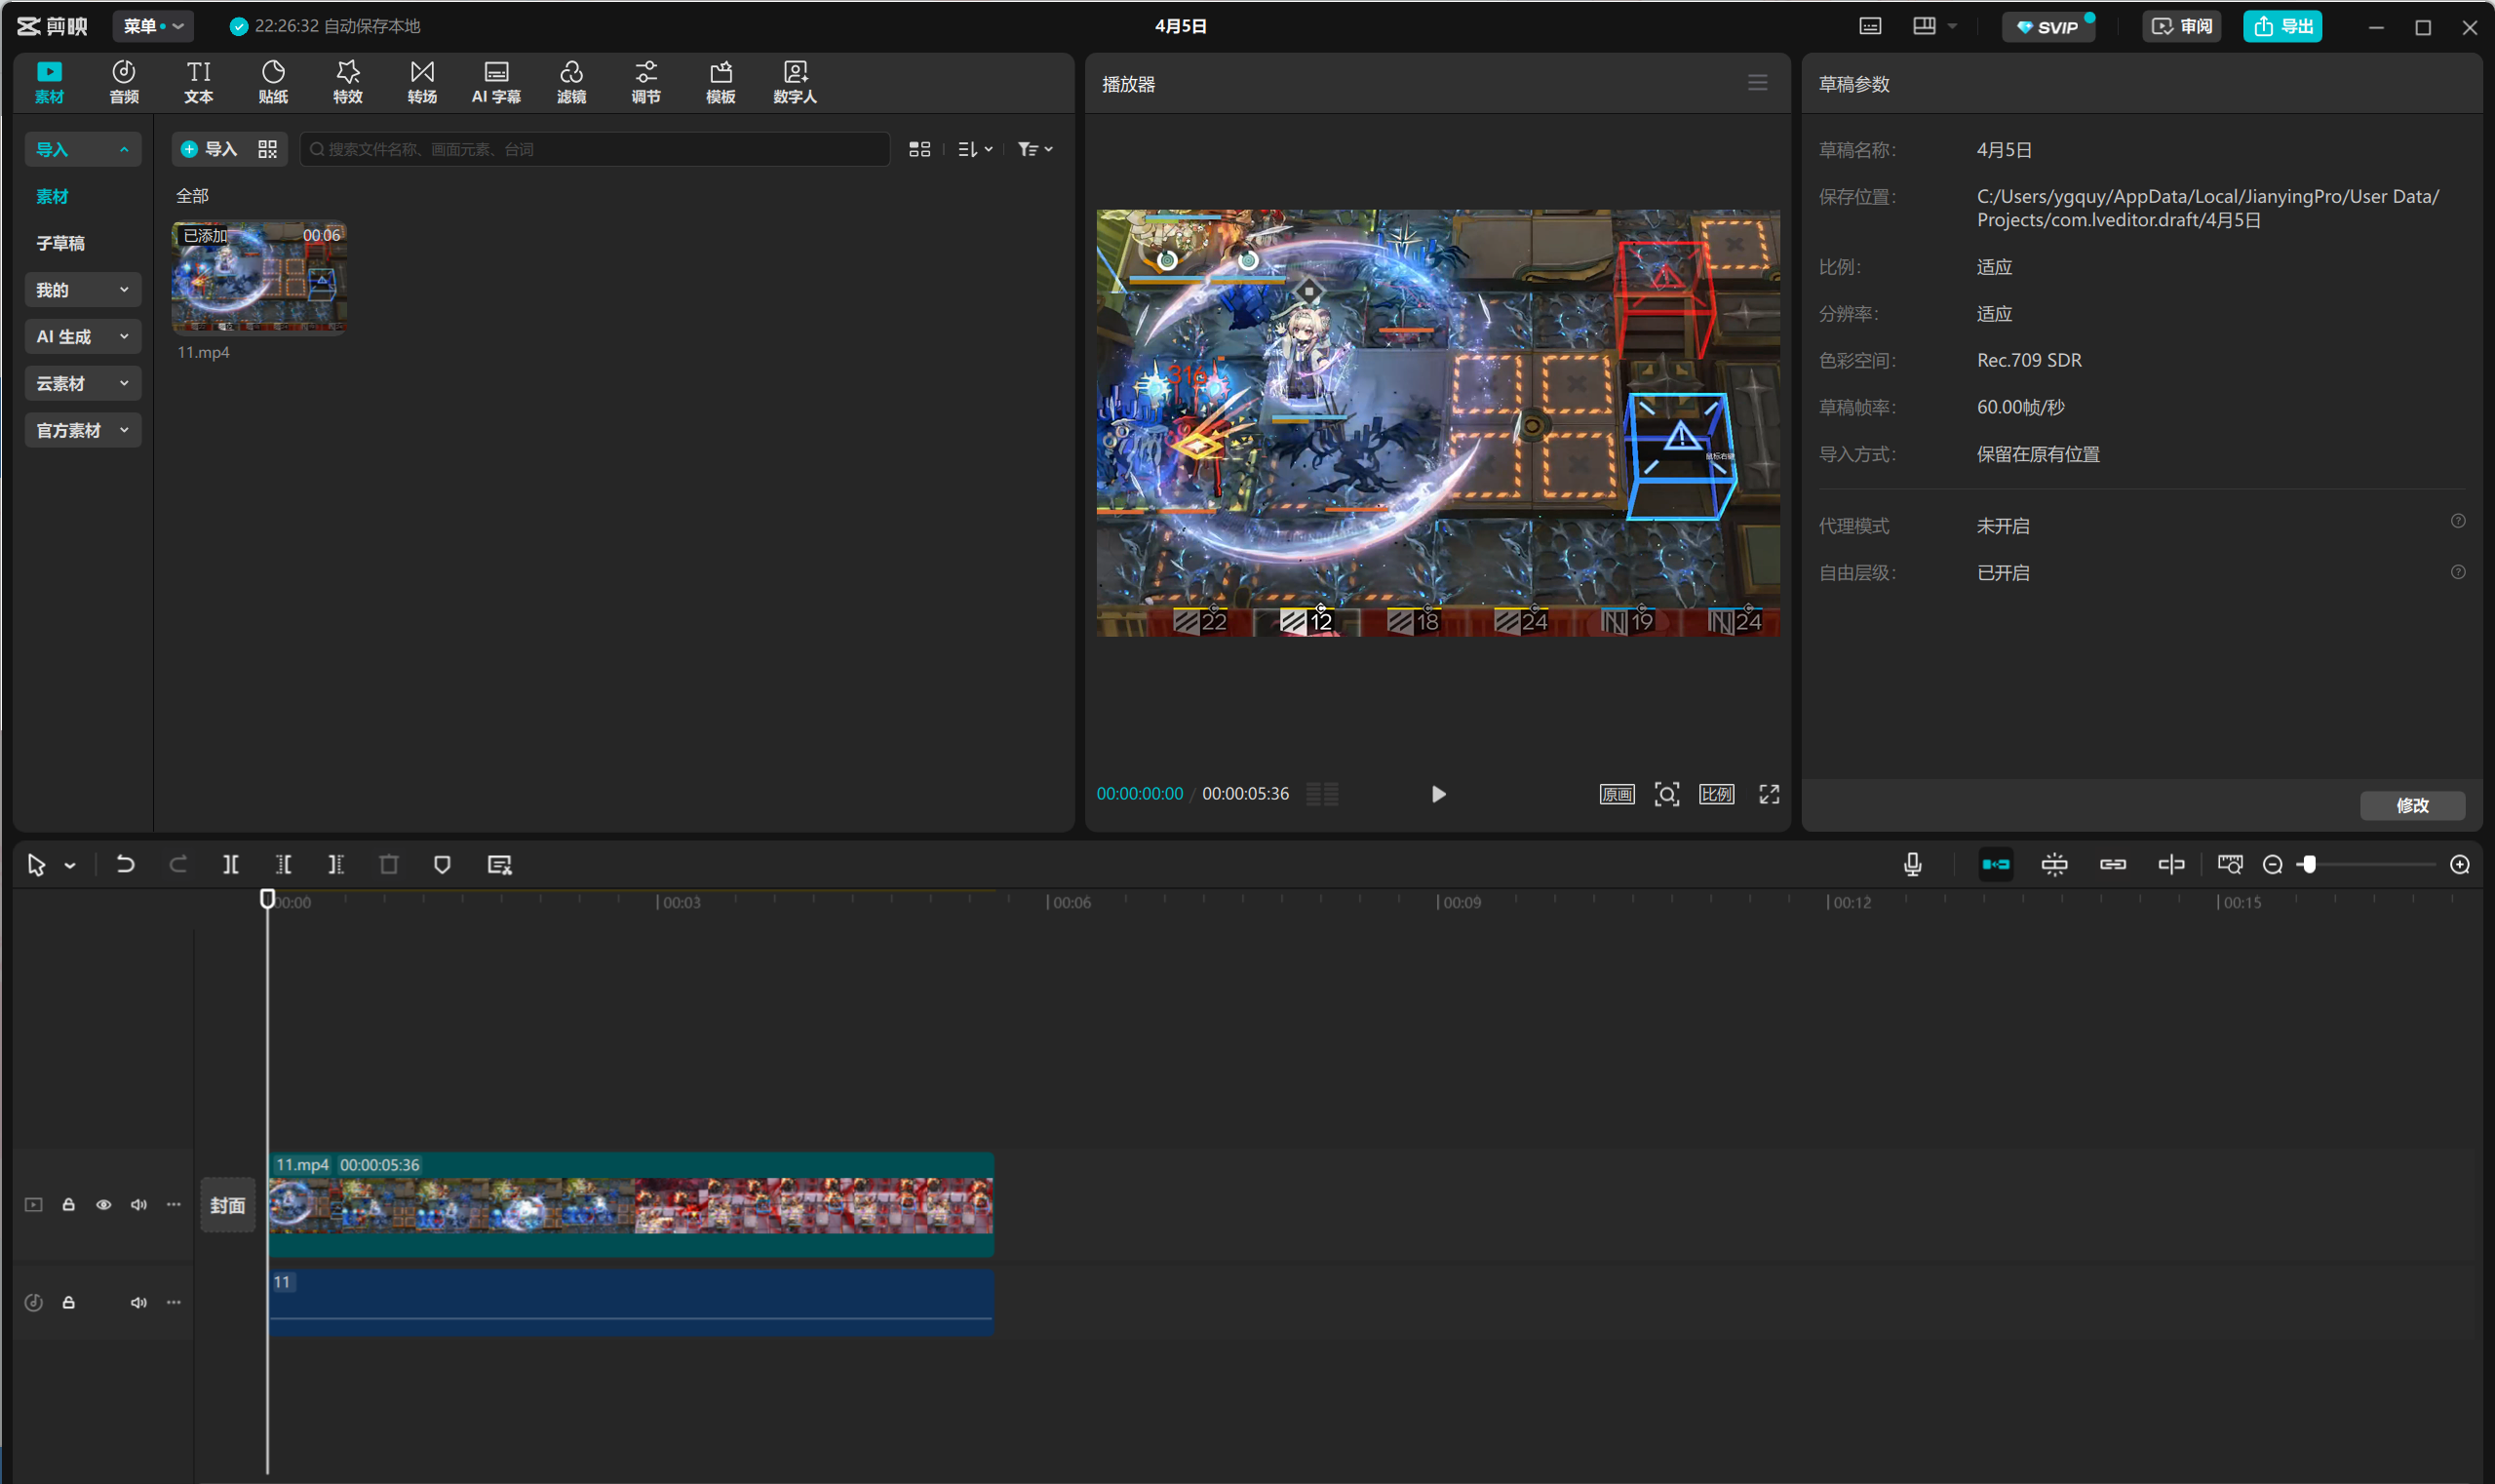 剪映
菜单
22:26:32 自动保存本地
4月5日
SVIP
审阅
导出
素材
音频
TI
文本
贴纸
特效
转场
AI 字幕
滤镜
调节
模板
数字人
导入
素材
子草稿
我的
AI 生成
云素材
官方素材
导入
搜索文件名称、画面元素、台词
全部
已添加
00:06
11.mp4
播放器
316
鼠标右键
22
12
18
24
19
24
00:00:00:00 / 00:00:05:36
原画
比例
草稿参数
草稿名称：
4月5日
保存位置：
C:/Users/ygquy/AppData/Local/JianyingPro/User Data/
Projects/com.lveditor.draft/4月5日
比例：
适应
分辨率：
适应
色彩空间：
Rec.709 SDR
草稿帧率：
60.00帧/秒
导入方式：
保留在原有位置
代理模式
未开启
自由层级：
已开启
修改
00:00
00:03
00:06
00:09
00:12
00:15
封面
11.mp4 00:00:05:36
11